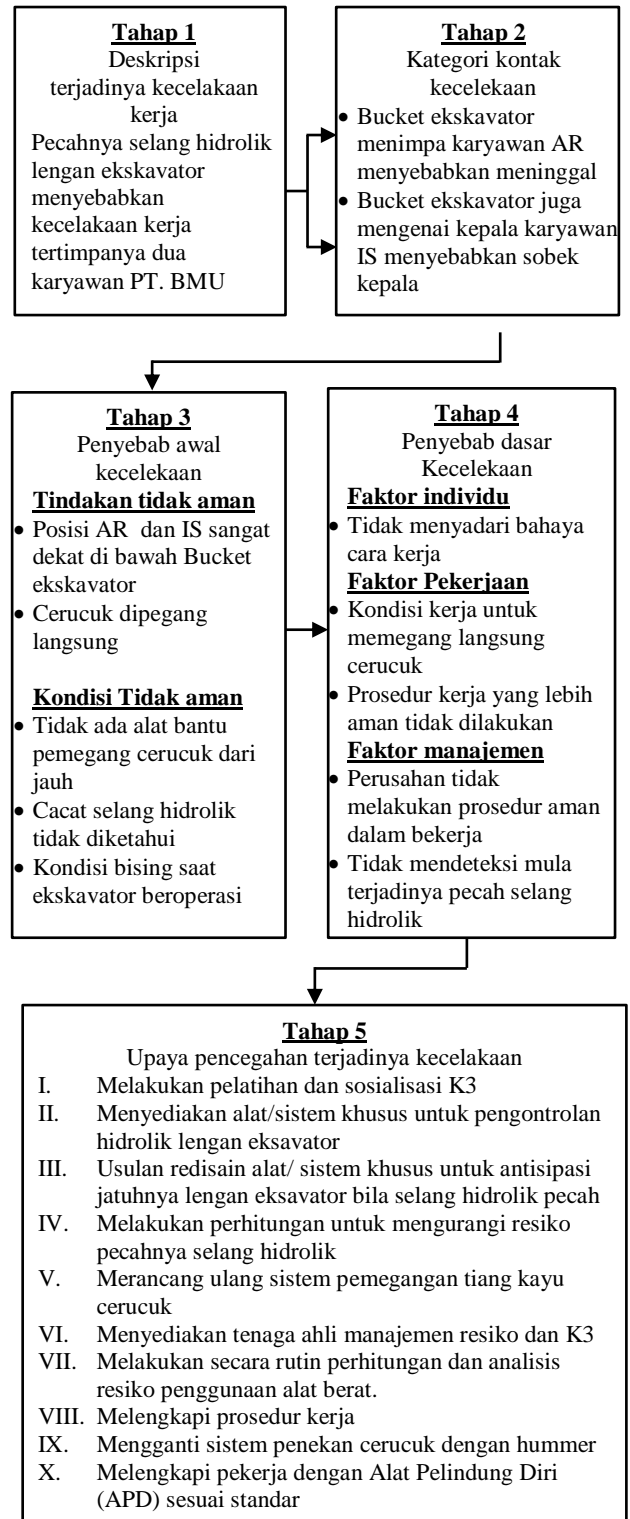 Tahap 1
Deskripsi
terjadinya kecelakaan
kerja
Pecahnya selang hidrolik
lengan ekskavator
menyebabkan
kecelakaan kerja
tertimpanya dua
karyawan PT. BMU
Tahap 2
Kategori kontak
kecelekaan
• Bucket ekskavator
menimpa karyawan AR
menyebabkan meninggal
• Bucket ekskavator juga
mengenai kepala karyawan
IS menyebabkan sobek
kepala
Tahap 3
Penyebab awal
kecelekaan
Tindakan tidak aman
• Posisi AR dan IS sangat
dekat di bawah Bucket
ekskavator
• Cerucuk dipegang
langsung
Kondisi Tidak aman
• Tidak ada alat bantu
pemegang cerucuk dari
jauh
• Cacat selang hidrolik
tidak diketahui
• Kondisi bising saat
ekskavator beroperasi
Tahap 4
Penyebab dasar
Kecelekaan
Faktor individu
• Tidak menyadari bahaya
cara kerja
Faktor Pekerjaan
• Kondisi kerja untuk
memegang langsung
cerucuk
• Prosedur kerja yang lebih
aman tidak dilakukan
Faktor manajemen
• Perusahan tidak
melakukan prosedur aman
dalam bekerja
• Tidak mendeteksi mula
terjadinya pecah selang
hidrolik
Tahap 5
Upaya pencegahan terjadinya kecelakaan
I. Melakukan pelatihan dan sosialisasi K3
II. Menyediakan alat/sistem khusus untuk pengontrolan
hidrolik lengan eksavator
III. Usulan redisain alat/ sistem khusus untuk antisipasi
jatuhnya lengan eksavator bila selang hidrolik pecah
IV. Melakukan perhitungan untuk mengurangi resiko
pecahnya selang hidrolik
V. Merancang ulang sistem pemegangan tiang kayu
cerucuk
VI. Menyediakan tenaga ahli manajemen resiko dan K3
VII. Melakukan secara rutin perhitungan dan analisis
resiko penggunaan alat berat.
VIII. Melengkapi prosedur kerja
IX. Mengganti sistem penekan cerucuk dengan hummer
X. Melengkapi pekerja dengan Alat Pelindung Diri
(APD) sesuai standar